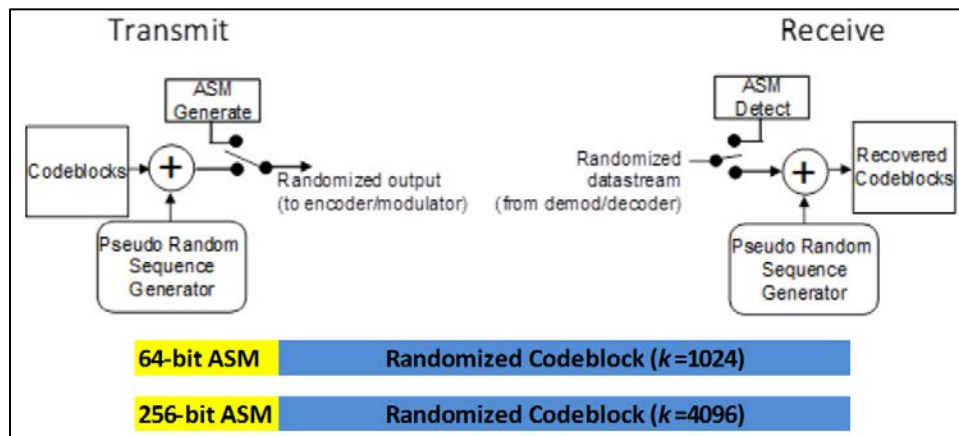 Transmit
Receive
ASM
Generate
ASM
Detect
Codeblocks
+
Randomized output
(to encoder/modulator)
Randomized
datastream
(from demod/decoder)
+
Recovered
Codeblocks
Pseudo Random
Sequence
Generator
Pseudo Random
Sequence
Generator
64-bit ASM Randomized Codeblock (k=1024)
256-bit ASM Randomized Codeblock (k=4096)